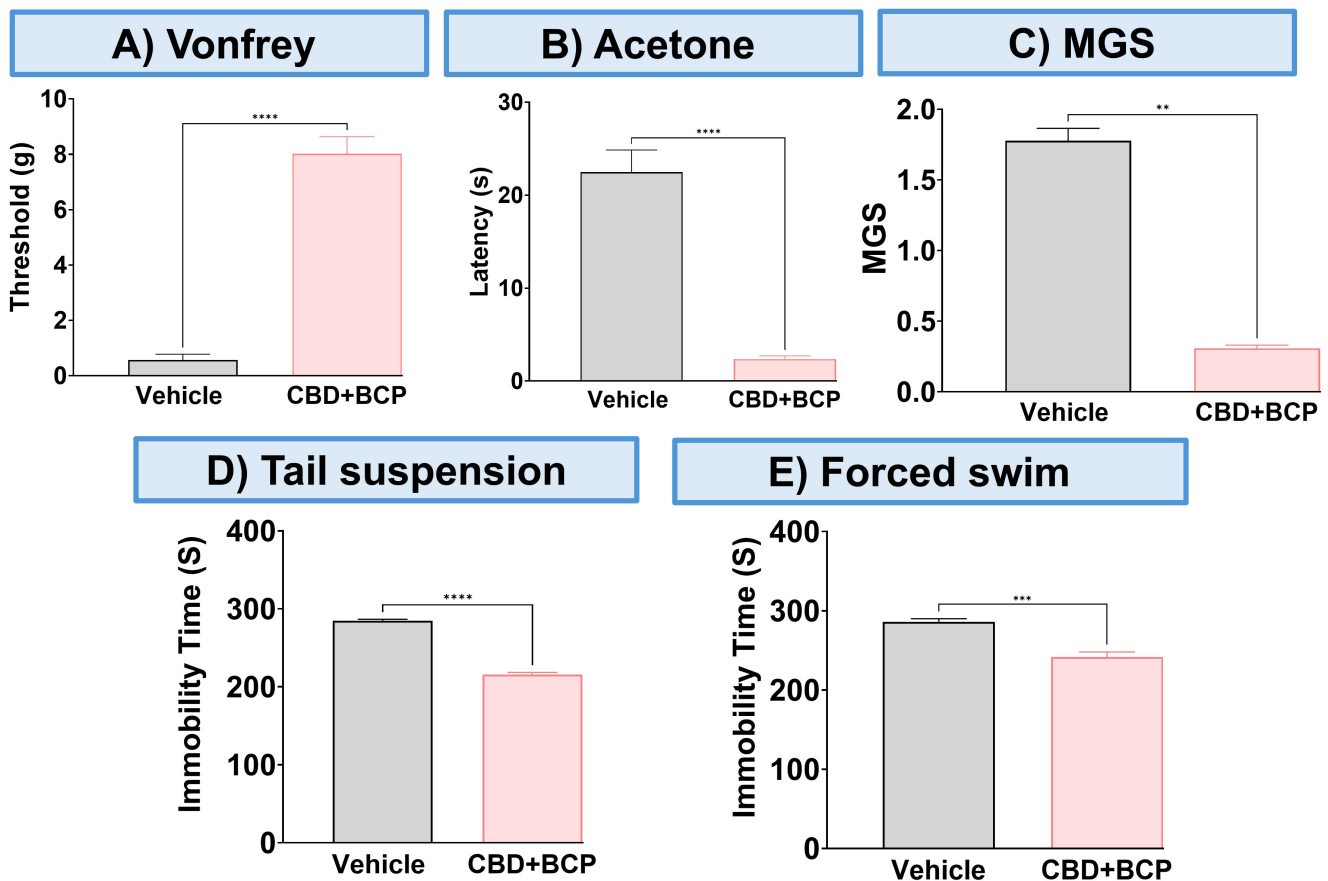 A) Vonfrey
Threshold (g)
10
8
6
4
2
0
****
Vehicle
CBD+BCP
B) Acetone
Latency (s)
30
20
10
0
****
Vehicle
CBD+BCP
C) MGS
MGS
2.0
1.5
1.0
0.5
0.0
**
Vehicle
CBD+BCP
D) Tail suspension
Immobility Time (S)
400
300
200
100
0
****
Vehicle
CBD+BCP
E) Forced swim
Immobility Time (S)
400
300
200
100
0
***
Vehicle
CBD+BCP